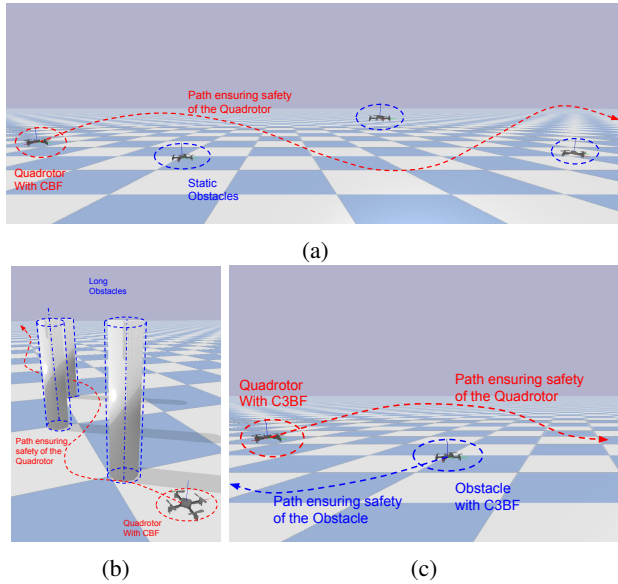 Path ensuring safety
of the Quadrotor
Quadrotor
With CBF
Static
Obstacles
(a)
Long
Obstacles
Path ensuring
safety of the
Quadrotor
Quadrotor
With CBF
(b)
Quadrotor
With C3BF
Path ensuring safety
of the Quadrotor
Path ensuring safety
of the Obstacle
Obstacle
with C3BF
(c)